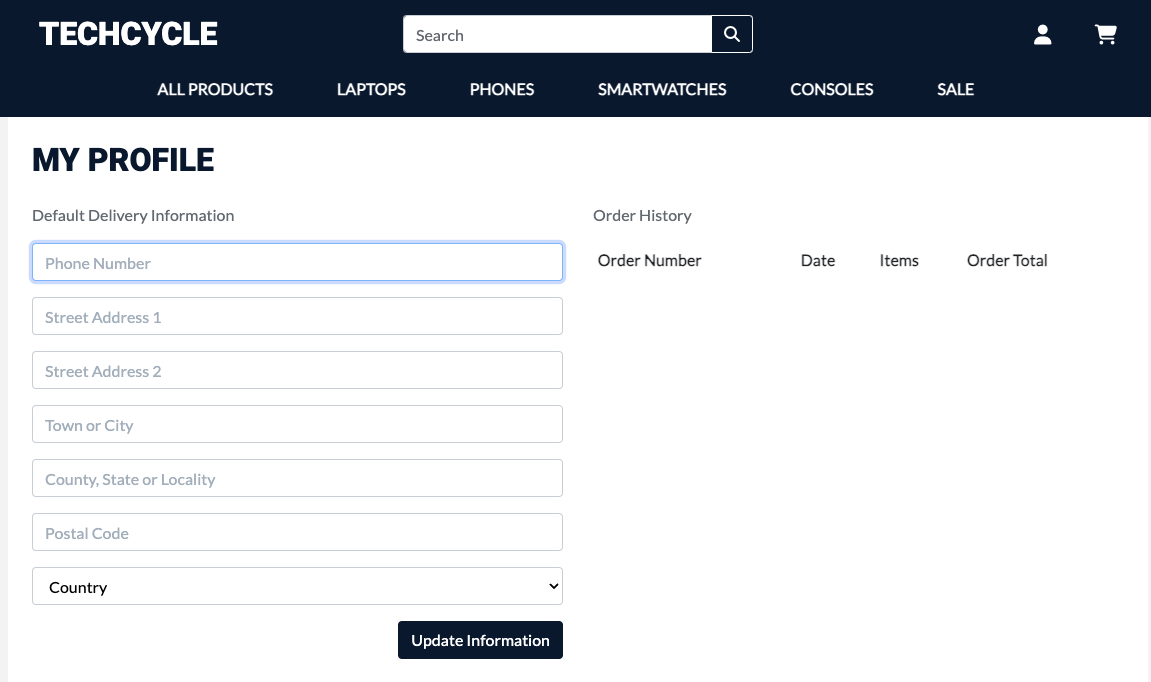 TECHCYCLE
Search
ALL PRODUCTS LAPTOPS PHONES SMARTWATCHES CONSOLES SALE
MY PROFILE
Default Delivery Information
Phone Number
Street Address 1
Street Address 2
Town or City
County, State or Locality
Postal Code
Country
Update Information
Order History
Order Number Date Items Order Total